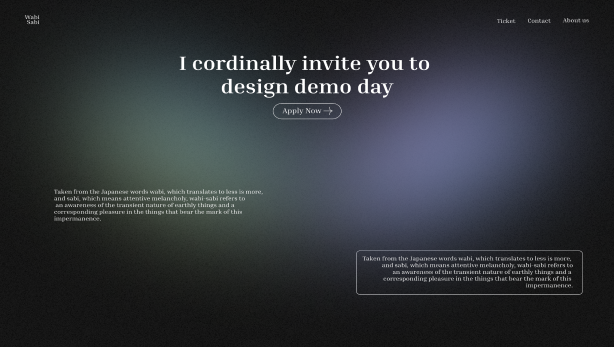 Wabi
Sabi
Ticket
Contact
About us
I cordinally invite you to
design demo day
Apply Now
Taken from the Japanese words wabi, which translates to less is more,
and sabi, which means attentive melancholy, wabi-sabi refers to
an awareness of the transient nature of earthly things and a
corresponding pleasure in the things that bear the mark of this
impermanence.
Taken from the Japanese words wabi, which translates to less is more,
and sabi, which means attentive melancholy, wabi-sabi refers to
an awareness of the transient nature of earthly things and a
corresponding pleasure in the things that bear the mark of this
impermanence.